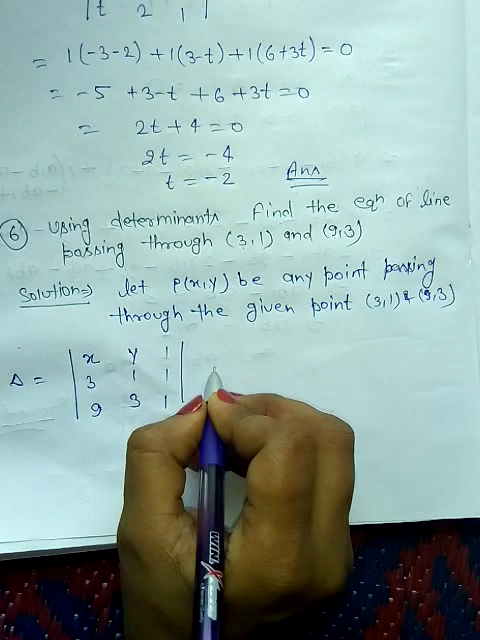 |t 2 1|
= 1(-3-2) +1(3-t)+1(6+3t)=0
= -5 +3-t +6+3t=0
= 2t+4=0
2t = -4
t = -2 Ans
6 Using determinants Find the eqn of line
passing through (3,1) and (9,3)
Solution⇒ let P(x,y) be any point passing
through the given point (3,1) & (9,3)
Δ = | x y 1 |
3 1 1
9 3 1
WIN